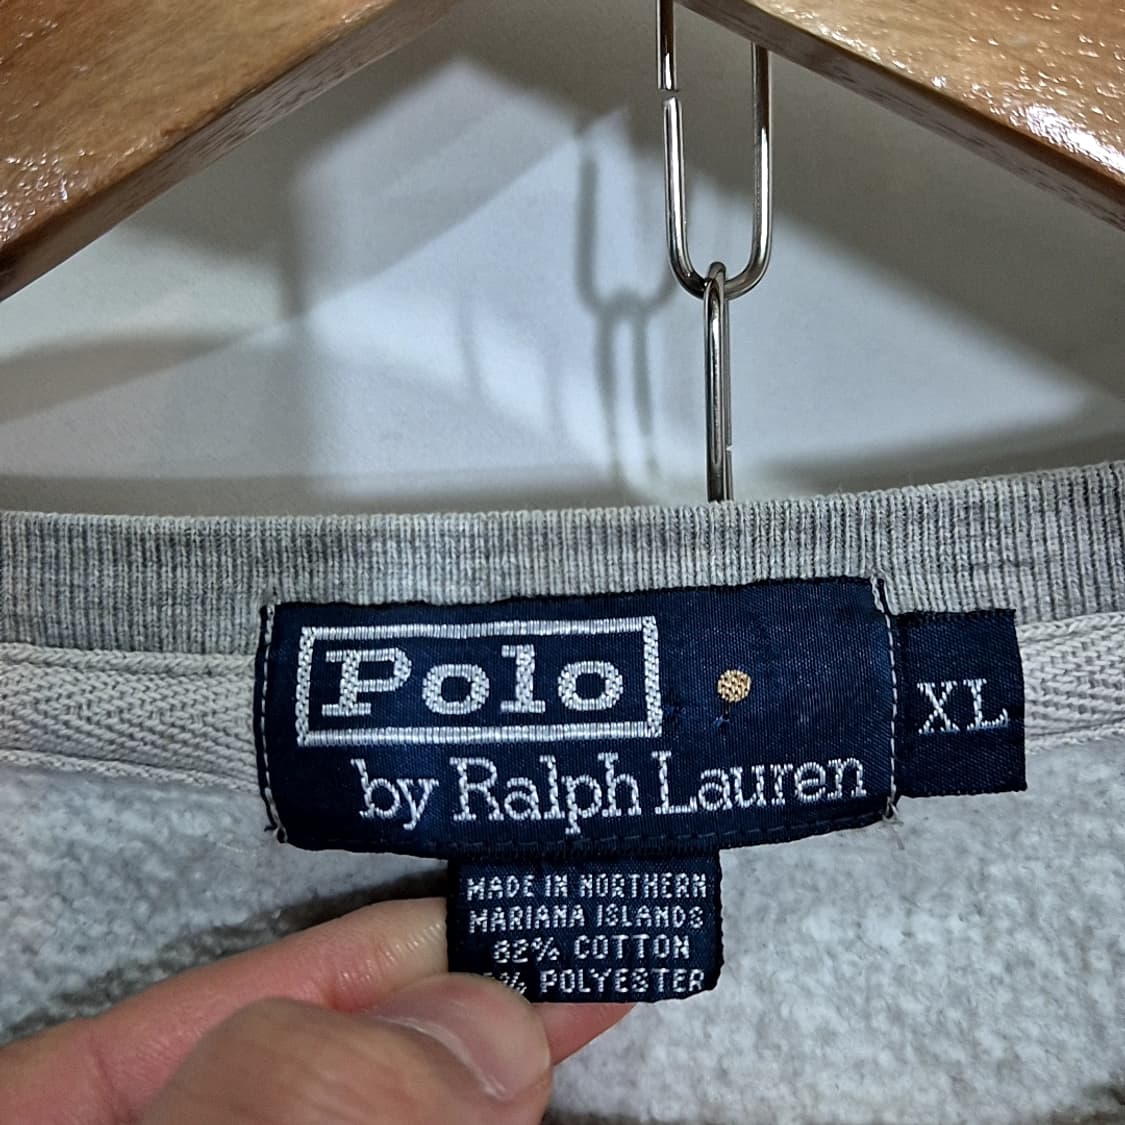 Polo
by Ralph Lauren
XL
MADE IN NORTHERN
MARIANA ISLANDS
82% COTTON
% POLYESTER